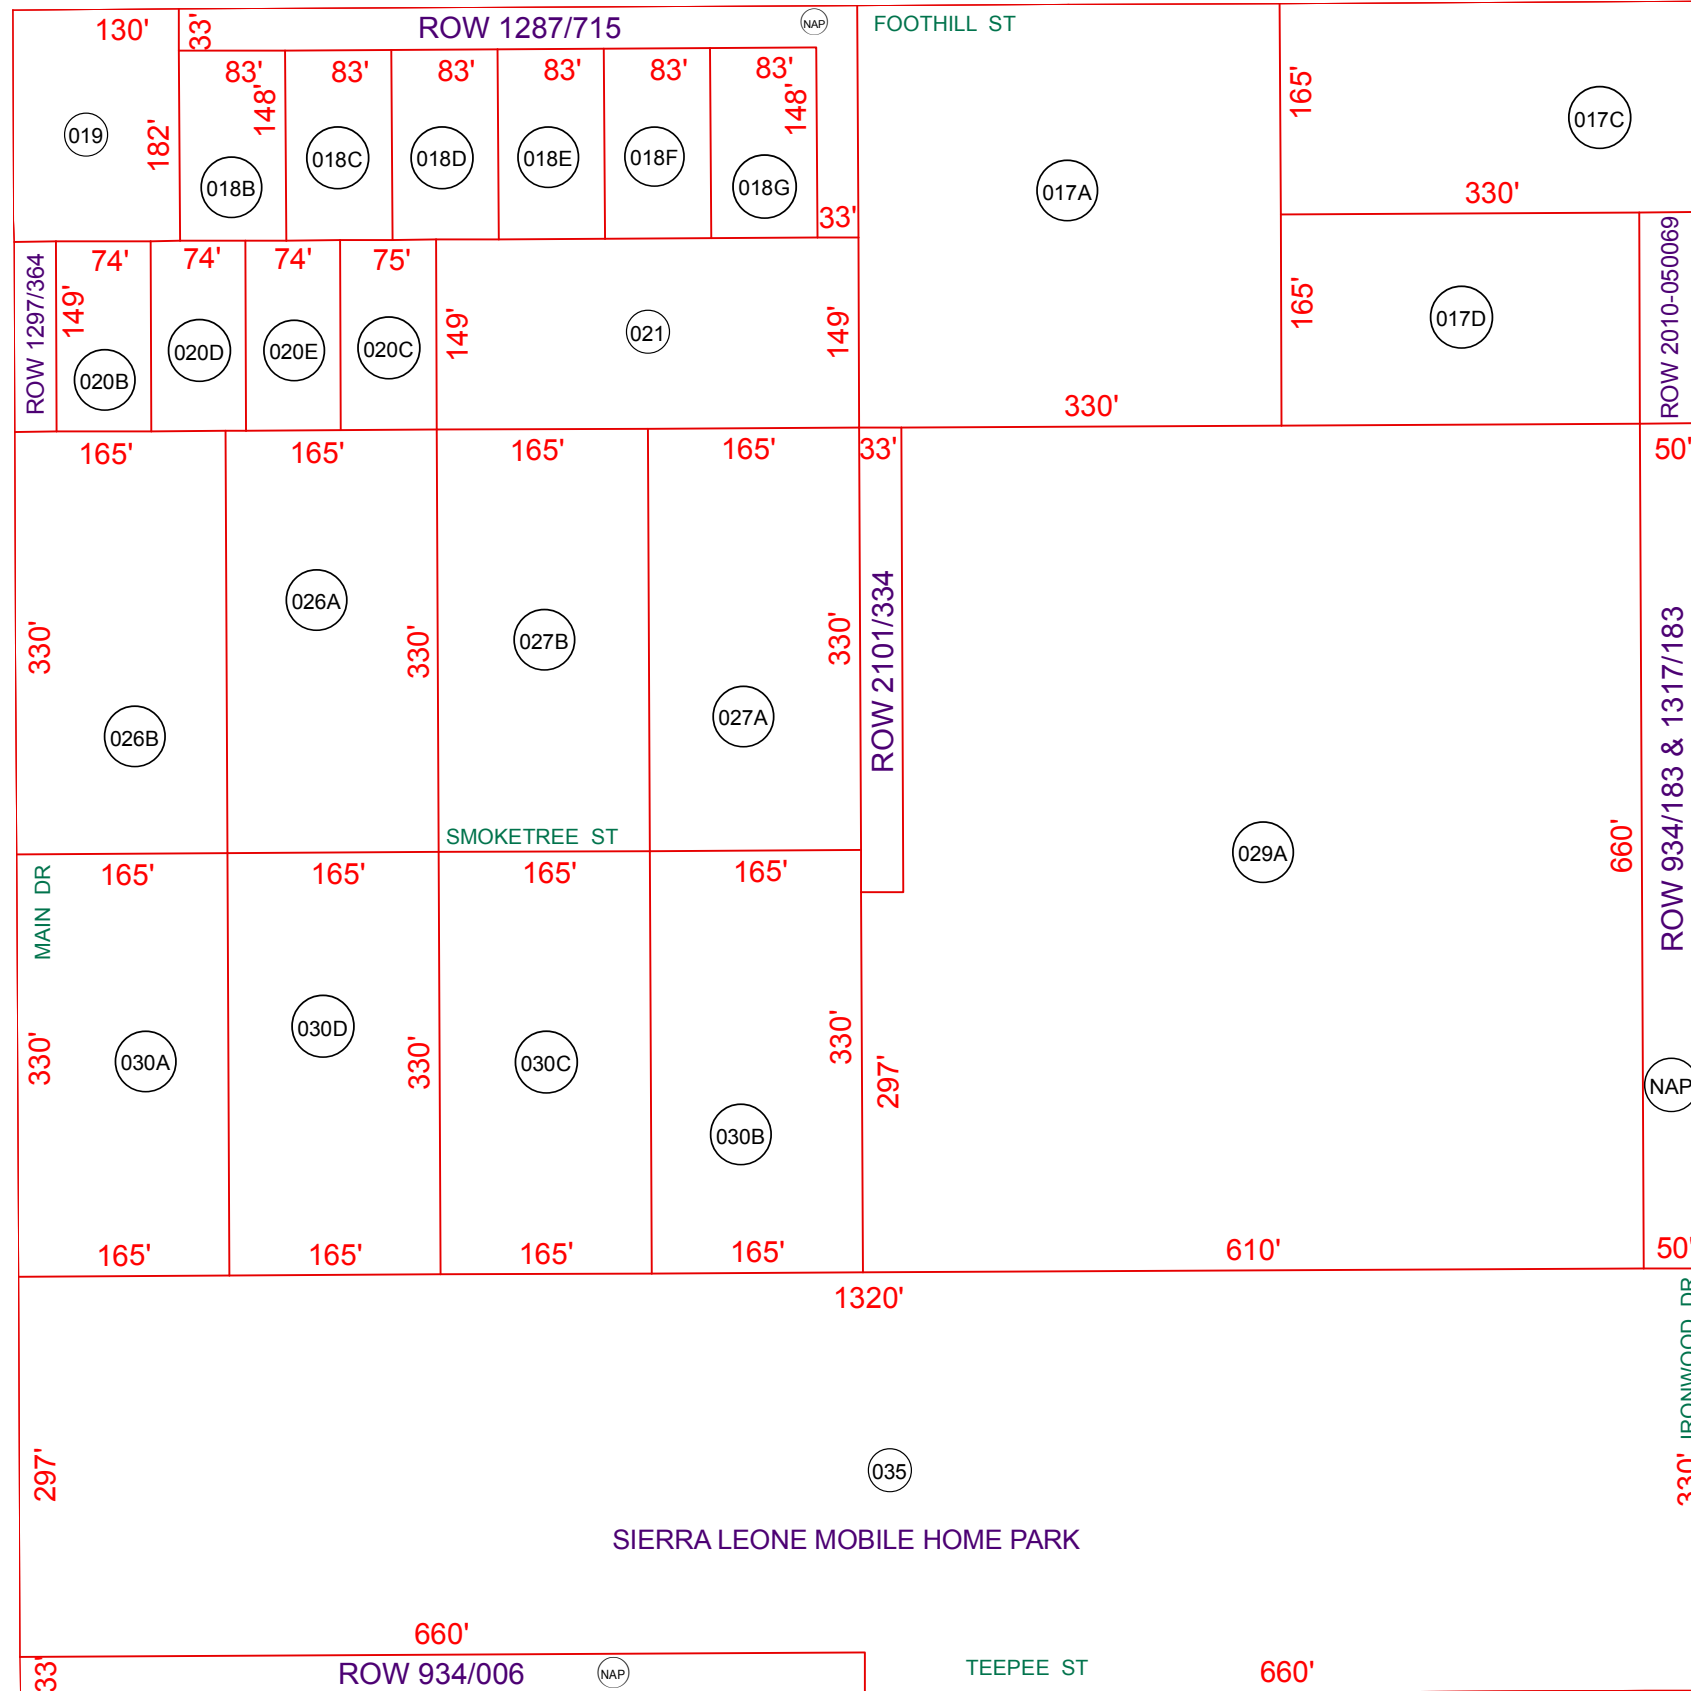 130'
33'
ROW 1287/715
NAP
FOOTHILL ST
83'
83'
83'
83'
83'
83'
148'
148'
165'
019
182'
018B
018C
018D
018E
018F
018G
33'
017A
017C
330'
ROW 1297/364
74'
74'
74'
75'
149'
149'
149'
020B
020D
020E
020C
021
165'
017D
ROW 2010-050069
330'
165'
165'
165'
165'
33'
50'
330'
026B
026A
330'
027B
027A
330'
ROW 2101/334
029A
660'
ROW 934/183 & 1317/183
SMOKETREE ST
MAIN DR
165'
165'
165'
165'
330'
030A
030D
330'
030C
030B
330'
297'
NAP
165'
165'
165'
165'
610'
50'
1320'
IRONWOOD DR
297'
035
330'
SIERRA LEONE MOBILE HOME PARK
660'
33'
ROW 934/006
NAP
TEEPEE ST
660'